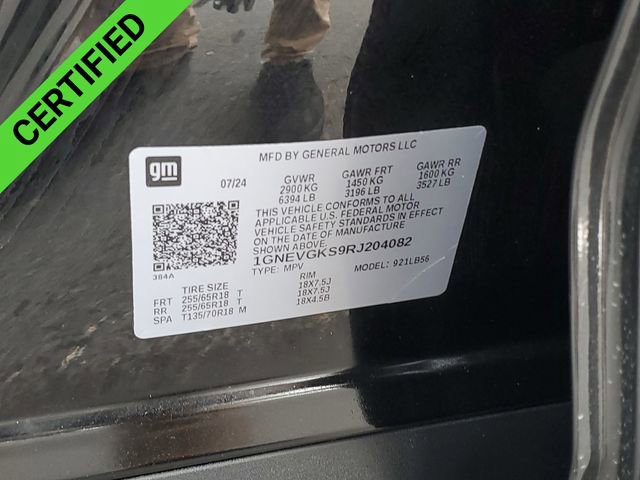 CERTIFIED
gm
MFD BY GENERAL MOTORS LLC
07/24
GVWR GAWR FRT GAWR RR
2900 KG 1450 KG 1600 KG
6394 LB 3196 LB 3527 LB
THIS VEHICLE CONFORMS TO ALL
APPLICABLE U.S. FEDERAL MOTOR
VEHICLE SAFETY STANDARDS IN EFFECT
ON THE DATE OF MANUFACTURE
SHOWN ABOVE.
1GNEVGKS9RJ204082
384A
TYPE: MPV MODEL: 921LB56
TIRE SIZE RIM
FRT 255/65R18 T 18X7.5J
RR 255/65R18 T 18X7.5J
SPA T135/70R18 M 18X4.5B